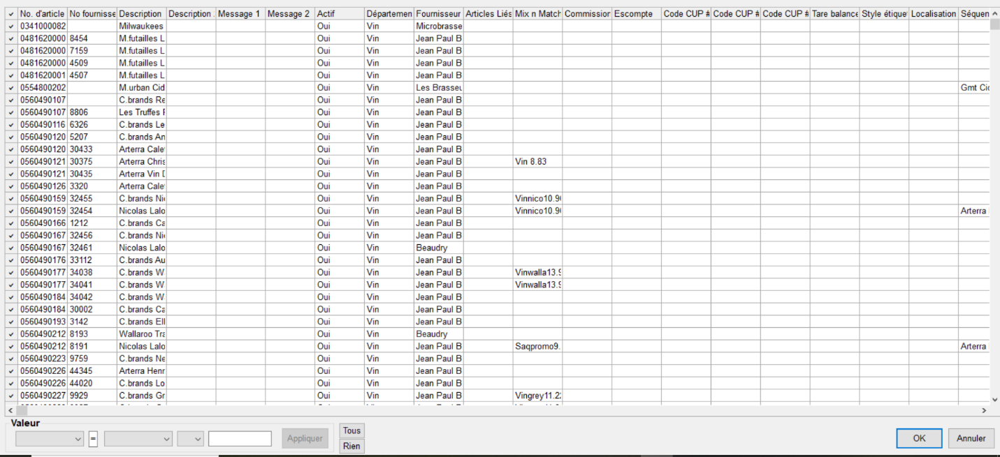 No. d'article No fournisse Description Description . Message 1 Message 2 Actif Départemen Fournisseur Articles Liés Mix n Match Commission Escompte Code CUP # Code CUP # Code CUP # Tare balance Style étique Localisation Séquen
0341000082 Milwaukees Oui Vin Microbrasse
0481620000 8454 M.futailles L Oui Vin Jean Paul B
0481620000 7159 M.futailles L Oui Vin Jean Paul B
0481620000 4509 M.futailles L Oui Vin Jean Paul B
0481620001 4507 M.futailles L Oui Vin Jean Paul B
0554800202 M.urban Cid Oui Vin Les Brasseu Gmt Cic
0560490107 C.brands Re Oui Vin Jean Paul B
0560490107 8806 Les Truffes F Oui Vin Jean Paul B
0560490116 6326 C.brands Le Oui Vin Jean Paul B
0560490120 5207 C.brands An Oui Vin Jean Paul B
0560490120 30433 Arterra Cale Oui Vin Jean Paul B
0560490121 30375 Arterra Chris Oui Vin Jean Paul B Vin 8.83
0560490121 30435 Arterra Vin D Oui Vin Jean Paul B
0560490126 3320 Arterra Cale Oui Vin Jean Paul B
0560490159 32455 C.brands Nic Oui Vin Jean Paul B Vinnico10.9
0560490159 32454 Nicolas Lalo Oui Vin Jean Paul B Vinnico10.9 Arterra
0560490166 1212 C.brands Ca Oui Vin Jean Paul B
0560490167 32456 C.brands Nic Oui Vin Jean Paul B
0560490167 32461 Nicolas Lalo Oui Vin Beaudry
0560490176 33112 C.brands Au Oui Vin Jean Paul B
0560490177 34038 C.brands W Oui Vin Jean Paul B Vinwalla13.9
0560490177 34041 C.brands W Oui Vin Jean Paul B Vinwalla13.9
0560490184 34042 C.brands W Oui Vin Jean Paul B
0560490184 30002 C.brands Ca Oui Vin Jean Paul B
0560490193 3142 C.brands Ell Oui Vin Jean Paul B
0560490212 8193 Wallaroo Tra Oui Vin Beaudry
0560490212 8191 Nicolas Lalo Oui Vin Jean Paul B Saqpromo9. Arterra
0560490223 9759 C.brands Ne Oui Vin Jean Paul B
0560490226 44345 Arterra Henr Oui Vin Jean Paul B
0560490226 44020 C.brands Lo Oui Vin Jean Paul B
0560490227 9929 C.brands Gr Oui Vin Jean Paul B Vingrey11.2
Valeur
= Appliquer Tous Rien OK Annuler